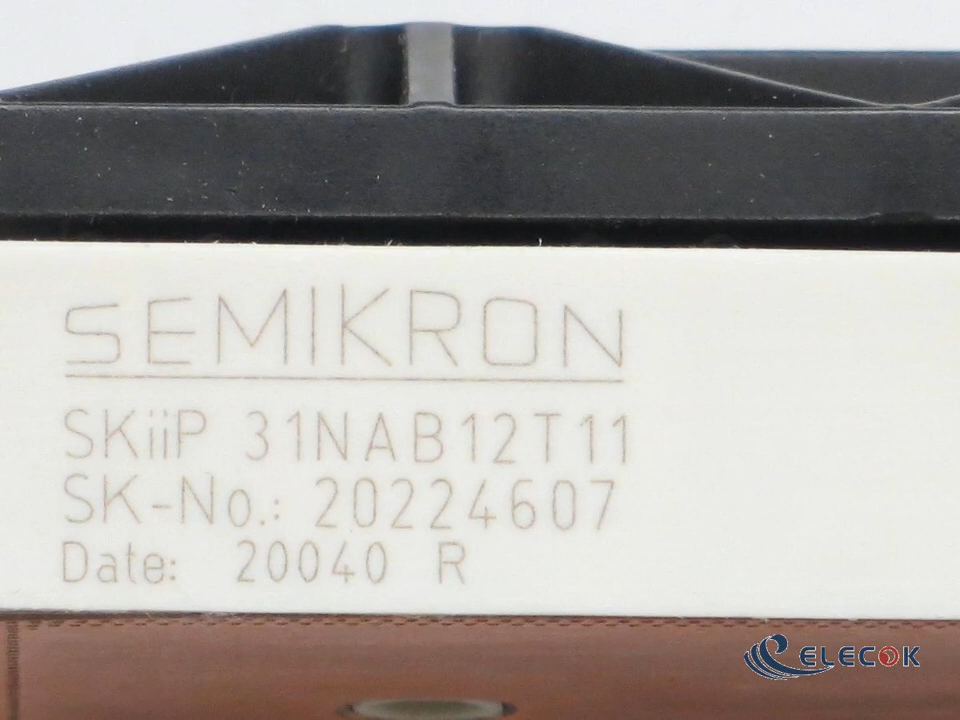 SEMIKRON
SKiiP 31NAB12T11
SK-No.: 20224607
Date: 20040 R
ELECOK